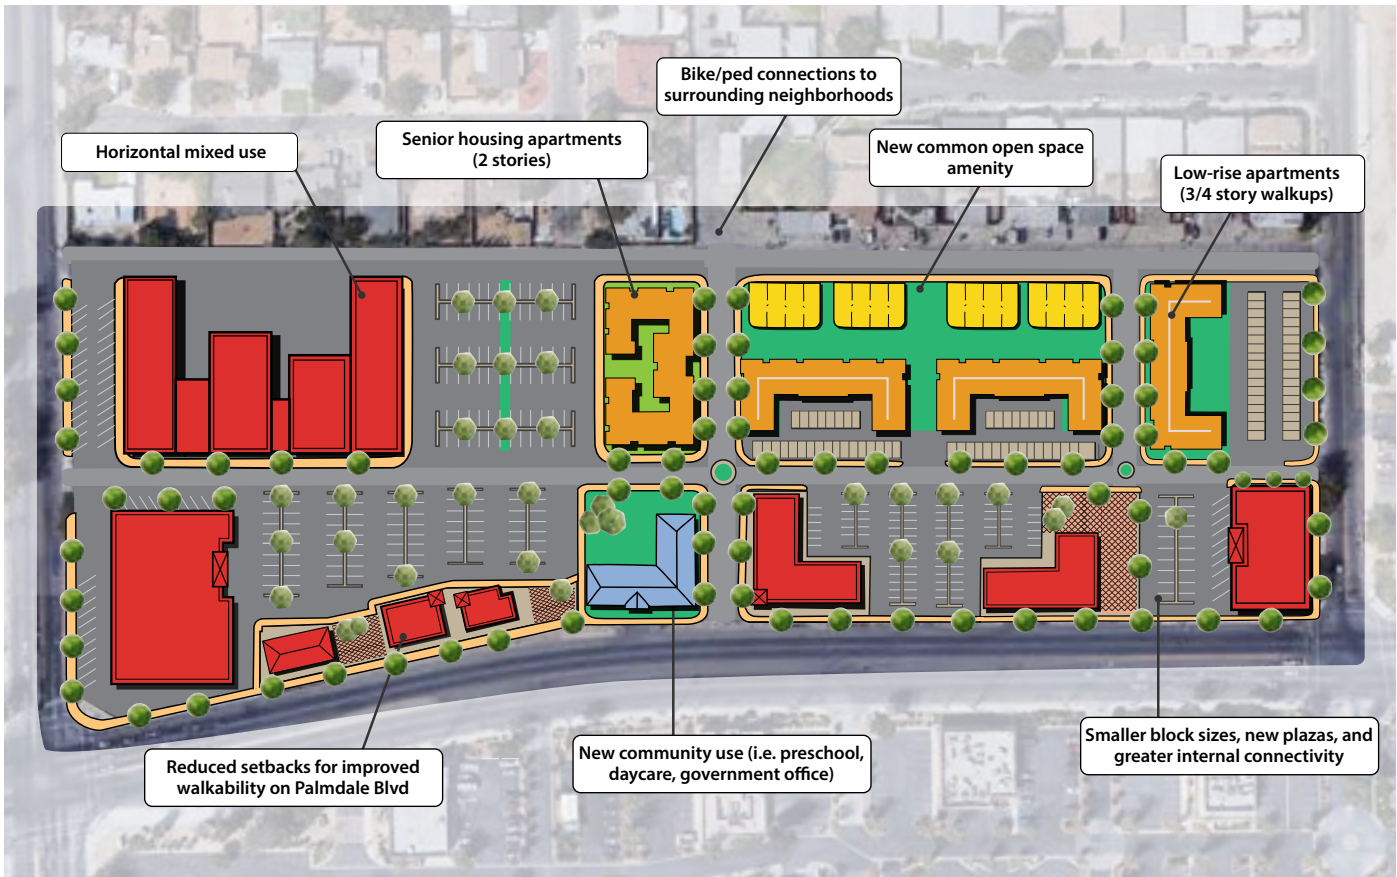 Bike/ped connections to
surrounding neighborhoods
Horizontal mixed use
Senior housing apartments
(2 stories)
New common open space
amenity
Low-rise apartments
(3/4 story walkups)
Reduced setbacks for improved
walkability on Palmdale Blvd
New community use (i.e. preschool,
daycare, government office)
Smaller block sizes, new plazas, and
greater internal connectivity